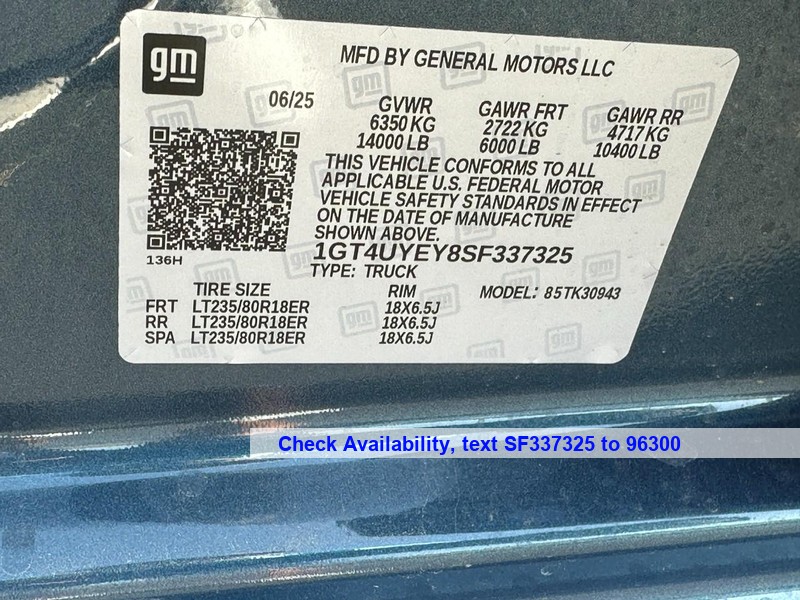 gm
MFD BY GENERAL MOTORS LLC
06/25
GVWR GAWR FRT GAWR RR
6350 KG 2722 KG 4717 KG
14000 LB 6000 LB 10400 LB
THIS VEHICLE CONFORMS TO ALL
APPLICABLE U.S. FEDERAL MOTOR
VEHICLE SAFETY STANDARDS IN EFFECT
ON THE DATE OF MANUFACTURE
SHOWN ABOVE.
136H
1GT4UYEY8SF337325
TYPE: TRUCK
TIRE SIZE RIM MODEL: 85TK30943
FRT LT235/80R18ER 18X6.5J
RR LT235/80R18ER 18X6.5J
SPA LT235/80R18ER 18X6.5J
Check Availability, text SF337325 to 96300